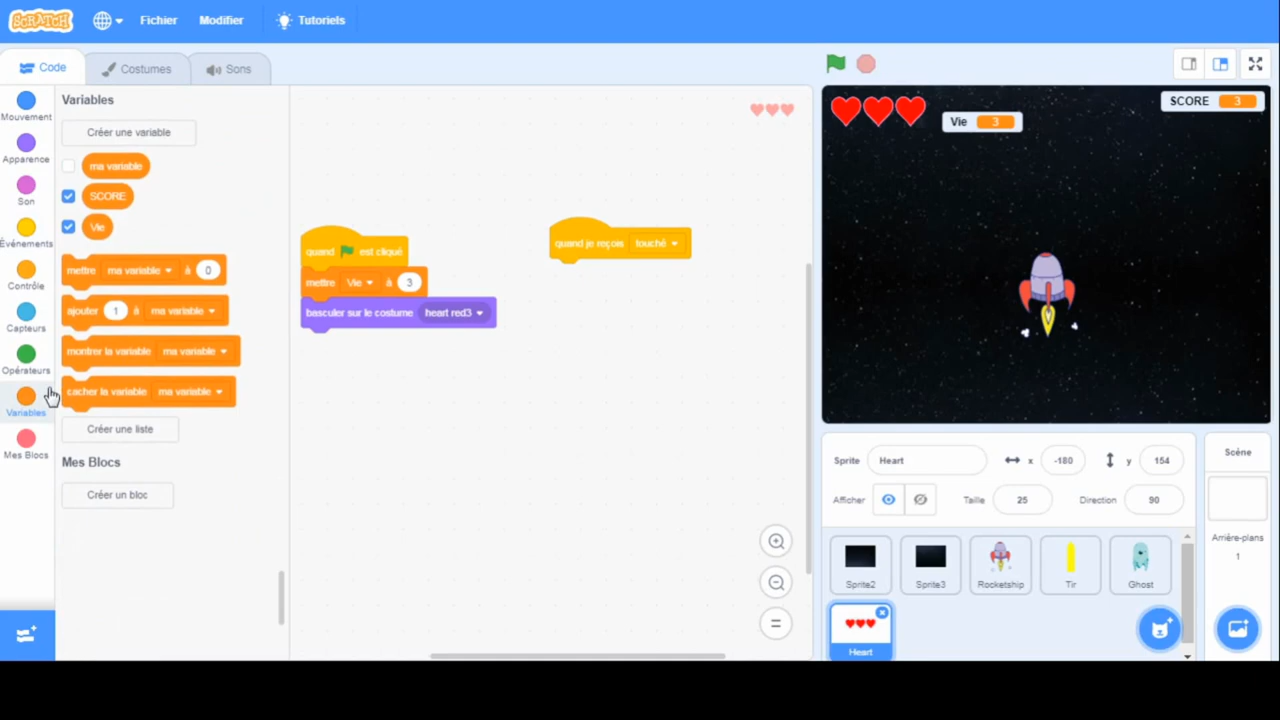 SCRATCH
Fichier
Modifier
Tutoriels
Code
Costumes
Sons
Mouvement
Apparence
Son
Événements
Contrôle
Capteurs
Opérateurs
Variables
Mes Blocs
Variables
Créer une variable
ma variable
SCORE
Vie
mettre ma variable à 0
ajouter 1 à ma variable
montrer la variable ma variable
cacher la variable ma variable
Créer une liste
Mes Blocs
Créer un bloc
quand est cliqué
mettre Vie à 3
basculer sur le costume heart red3
quand je reçois touché
SCORE 3
Vie 3
Sprite Heart x -180 y 154
Afficher Taille 25 Direction 90
Sprite2
Sprite3
Rocketship
Tir
Ghost
Heart
Scène
Arrière-plans
1